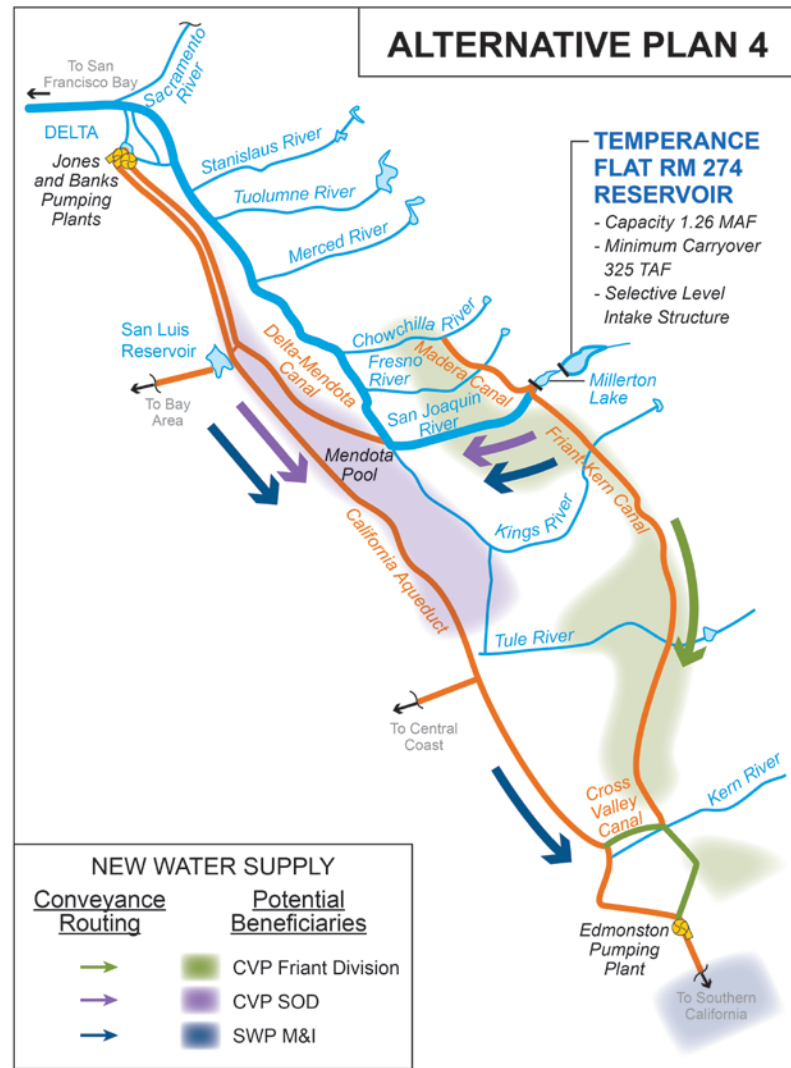 ALTERNATIVE PLAN 4
To San
Francisco Bay
Sacramento
River
DELTA
Jones
and Banks
Pumping
Plants
Stanislaus River
Tuolumne River
Merced River
TEMPERANCE
FLAT RM 274
RESERVOIR
- Capacity 1.26 MAF
- Minimum Carryover
325 TAF
- Selective Level
Intake Structure
San Luis
Reservoir
To Bay
Area
Delta-Mendota
Canal
Chowchilla River
Fresno
River
Madera Canal
San Joaquin
River
Millerton
Lake
Mendota
Pool
Friant-Kern Canal
Kings River
California Aqueduct
Tule River
To Central
Coast
Cross
Valley
Canal
Kern River
Edmonston
Pumping
Plant
To Southern
California
NEW WATER SUPPLY
Conveyance
Routing
Potential
Beneficiaries
CVP Friant Division
CVP SOD
SWP M&I